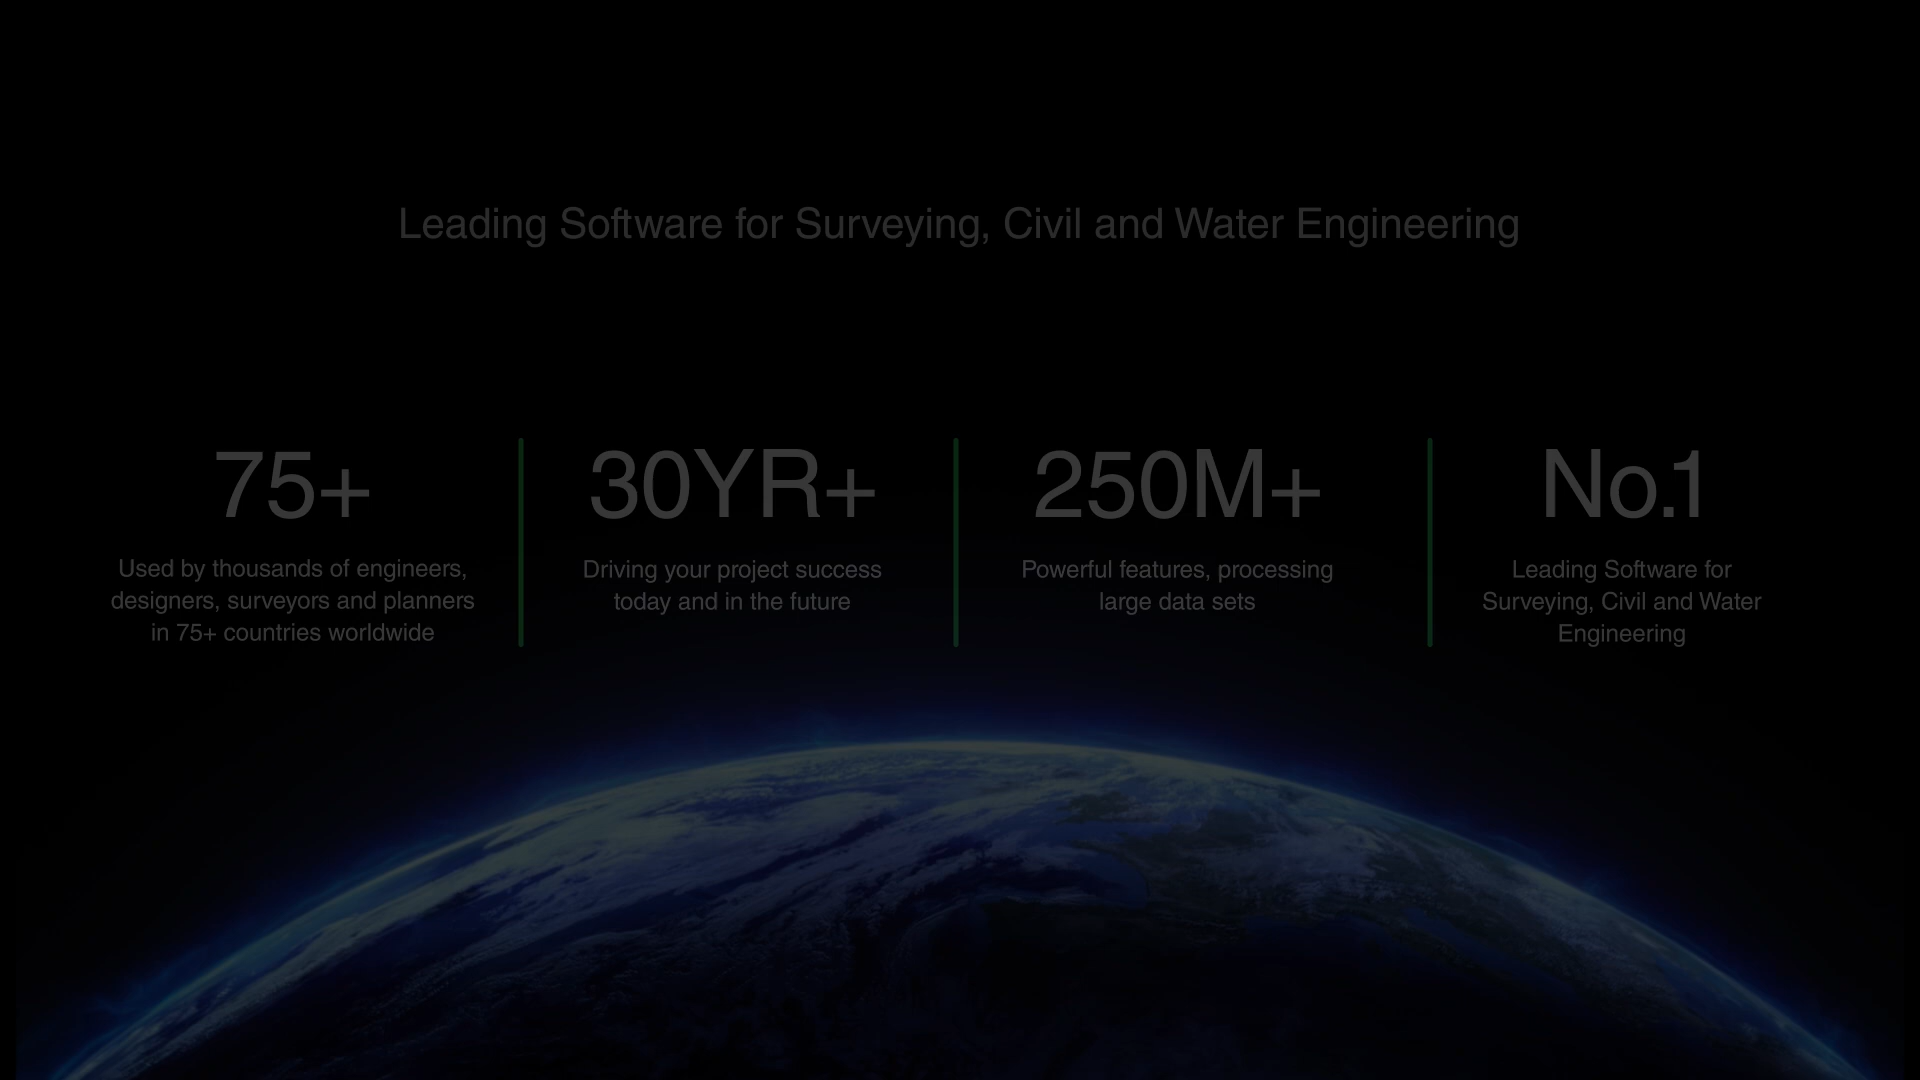 Leading Software for Surveying, Civil and Water Engineering
75+
Used by thousands of engineers,
designers, surveyors and planners
in 75+ countries worldwide
30YR+
Driving your project success
today and in the future
250M+
Powerful features, processing
large data sets
No.1
Leading Software for
Surveying, Civil and Water
Engineering